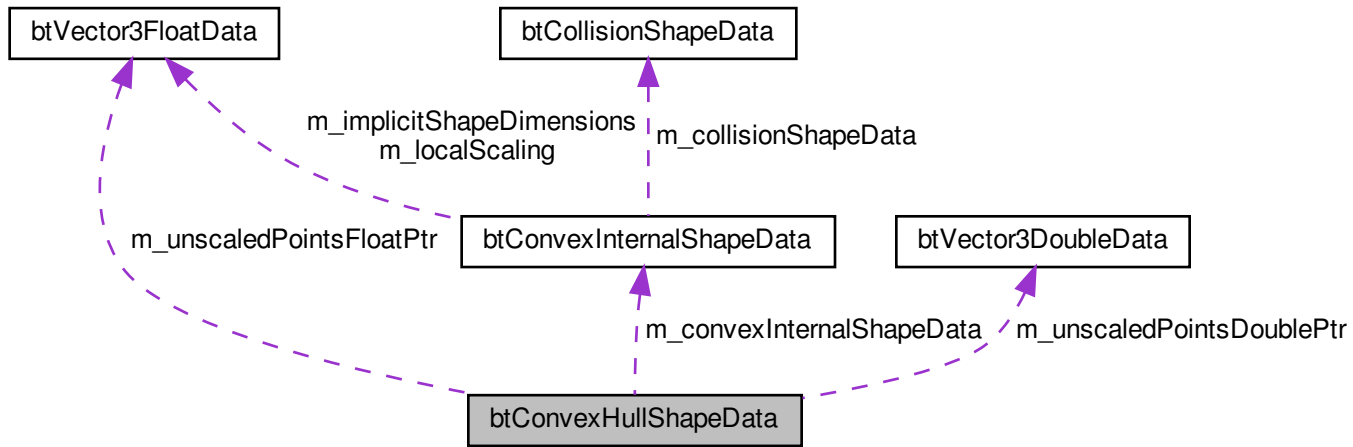 btVector3FloatData
btCollisionShapeData
m_implicitShapeDimensions
m_localScaling
m_collisionShapeData
m_unscaledPointsFloatPtr
btConvexInternalShapeData
btVector3DoubleData
m_convexInternalShapeData
m_unscaledPointsDoublePtr
btConvexHullShapeData